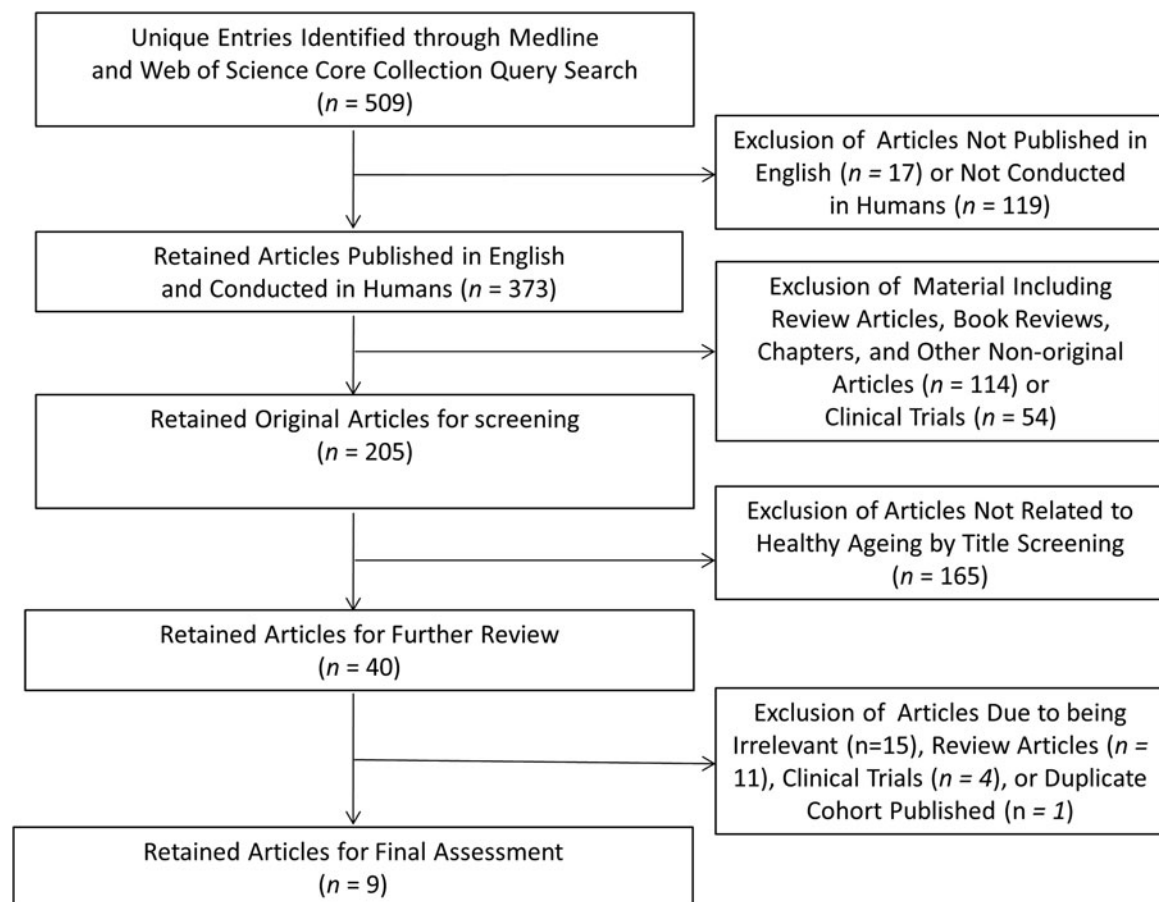 Unique Entries Identified through Medline
and Web of Science Core Collection Query Search
(n = 509)
Exclusion of Articles Not Published in
English (n = 17) or Not Conducted
in Humans (n = 119)
Retained Articles Published in English
and Conducted in Humans (n = 373)
Exclusion of Material Including
Review Articles, Book Reviews,
Chapters, and Other Non-original
Articles (n = 114) or
Clinical Trials (n = 54)
Retained Original Articles for screening
(n = 205)
Exclusion of Articles Not Related to
Healthy Ageing by Title Screening
(n = 165)
Retained Articles for Further Review
(n = 40)
Exclusion of Articles Due to being
Irrelevant (n=15), Review Articles (n =
11), Clinical Trials (n = 4), or Duplicate
Cohort Published (n = 1)
Retained Articles for Final Assessment
(n = 9)